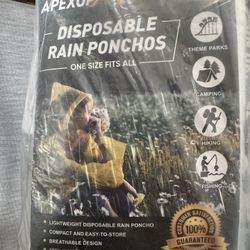 DISPOSABLE
RAIN PONCHOS
ONE SIZE FITS ALL
THEME PARKS
CAMPING
HIKING
FISHING
• LIGHTWEIGHT DISPOSABLE RAIN PONCHO
• COMPACT AND EASY-TO-STORE
• BREATHABLE DESIGN
100%
GUARANTEED